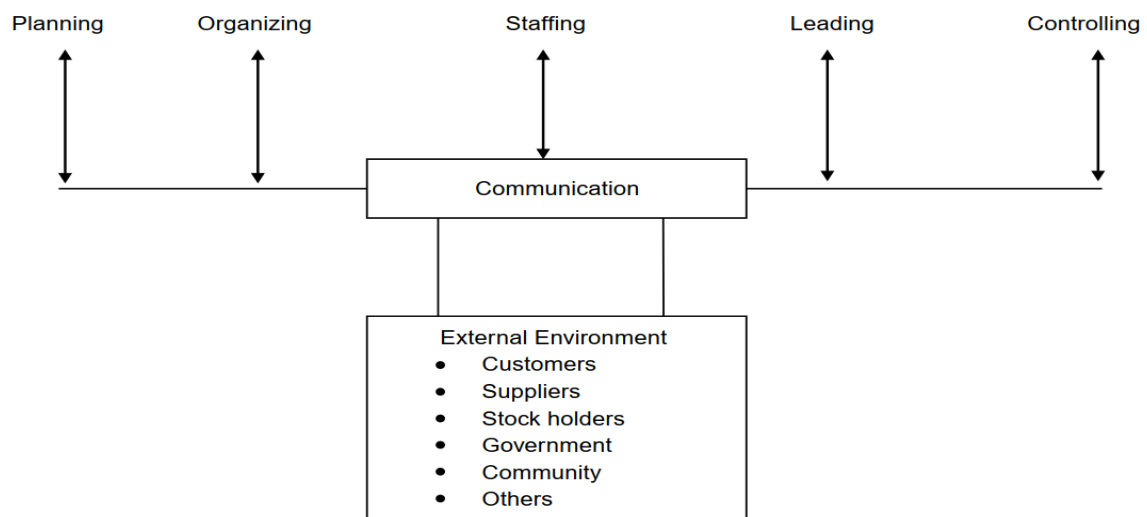 Planning Organizing Staffing Leading Controlling
Communication
External Environment
• Customers
• Suppliers
• Stock holders
• Government
• Community
• Others